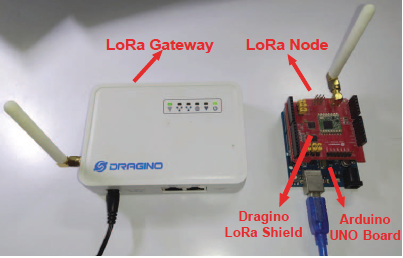 LoRa Gateway
LoRa Node
DRAGINO
Dragino
LoRa Shield
Arduino
UNO Board